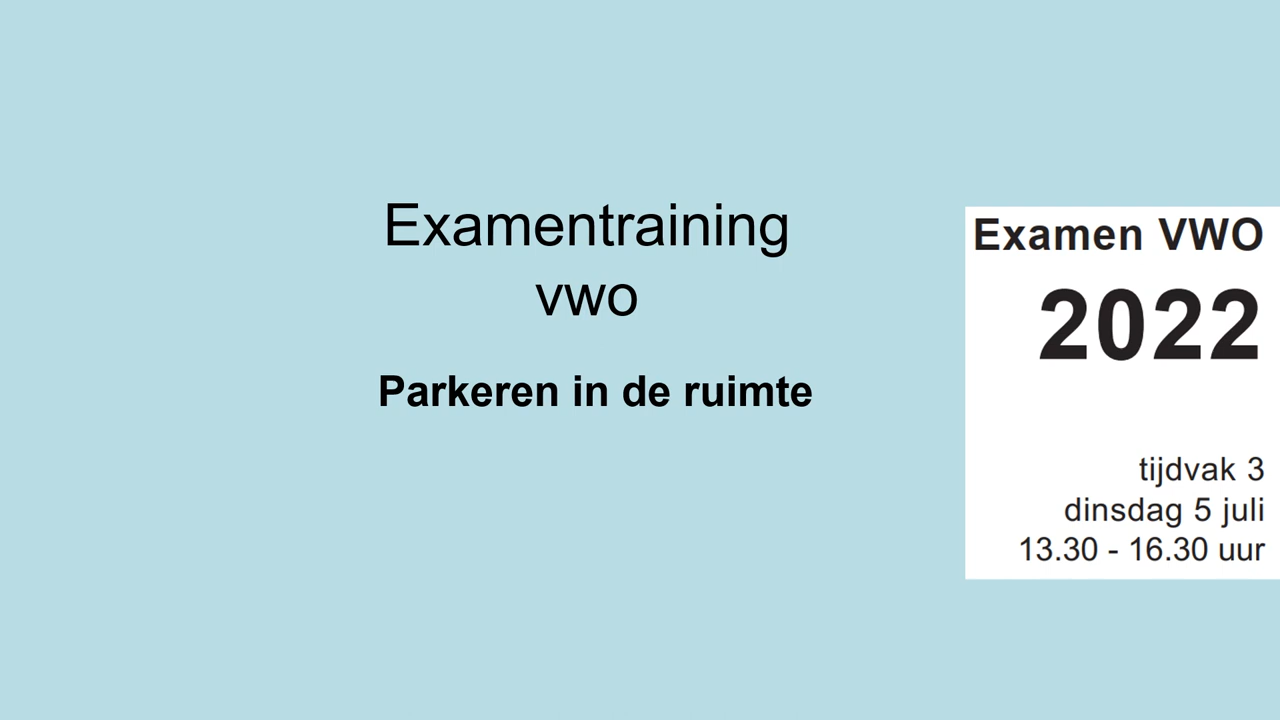 Examentraining
vwo
Parkeren in de ruimte
Examen VWO
2022
tijdvak 3
dinsdag 5 juli
13.30 - 16.30 uur